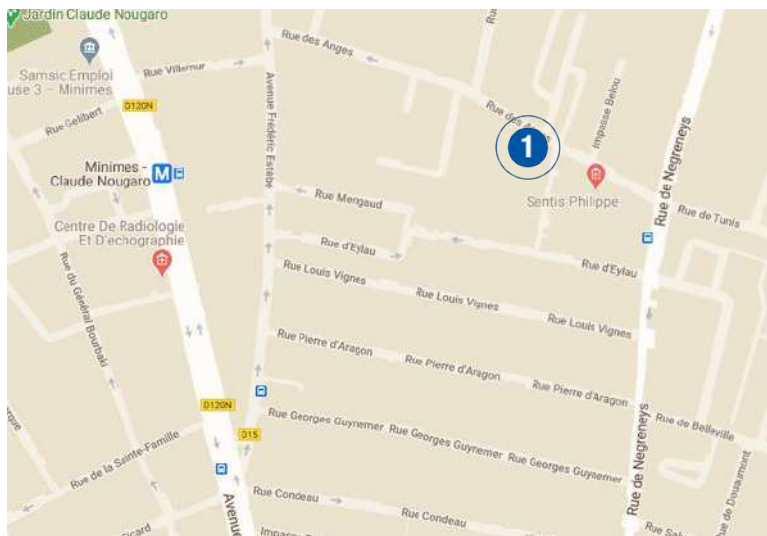 Jardin Claude Nougaro
Rue des Anges
Samsic Emploi
use 3 - Minimes
Rue Villemur
D120N
Rue Gelibert
Avenue Frédéric Estèbe
Rue des
Impasse Belou
Rue de Negreneys
1
Minimes -
Claude Nougaro
M
Sentis Philippe
Rue Mengaud
Rue de Tunis
Centre De Radiologie
Et D'echographie
Rue d'Eylau
Rue d'Eylau
Rue du Général Bourbaki
Rue Louis Vignes
Rue Louis Vignes
Rue Louis Vignes
Rue Pierre d'Aragon
Rue Pierre d'Aragon
Rue Pierre d'Aragon
D120N
Rue Georges Guynemer
Rue Georges Guynemer
Rue Georges Guynemer
Rue de Belleville
D15
Rue de la Sainte-Famille
Rue de Negreneys
Rue de Douaumont
Rue Condeau
Rue Condeau
Avenue
Impasse
Rue